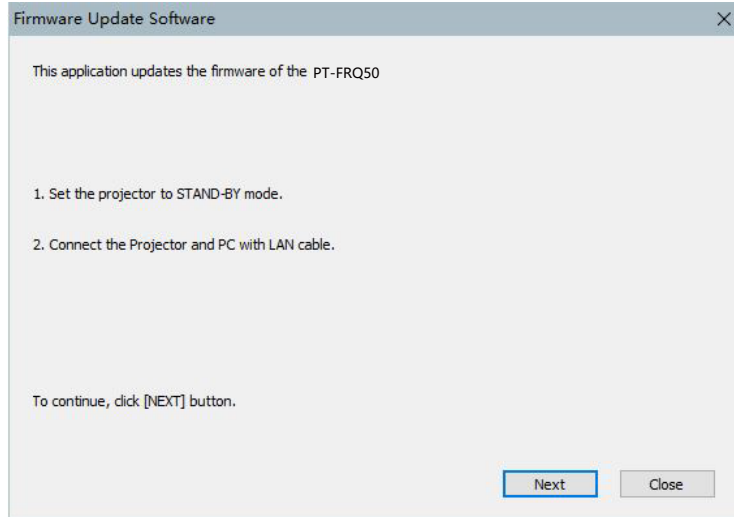 Firmware Update Software
This application updates the firmware of the PT-FRQ50
1. Set the projector to STAND-BY mode.
2. Connect the Projector and PC with LAN cable.
To continue, click [NEXT] button.
Next
Close